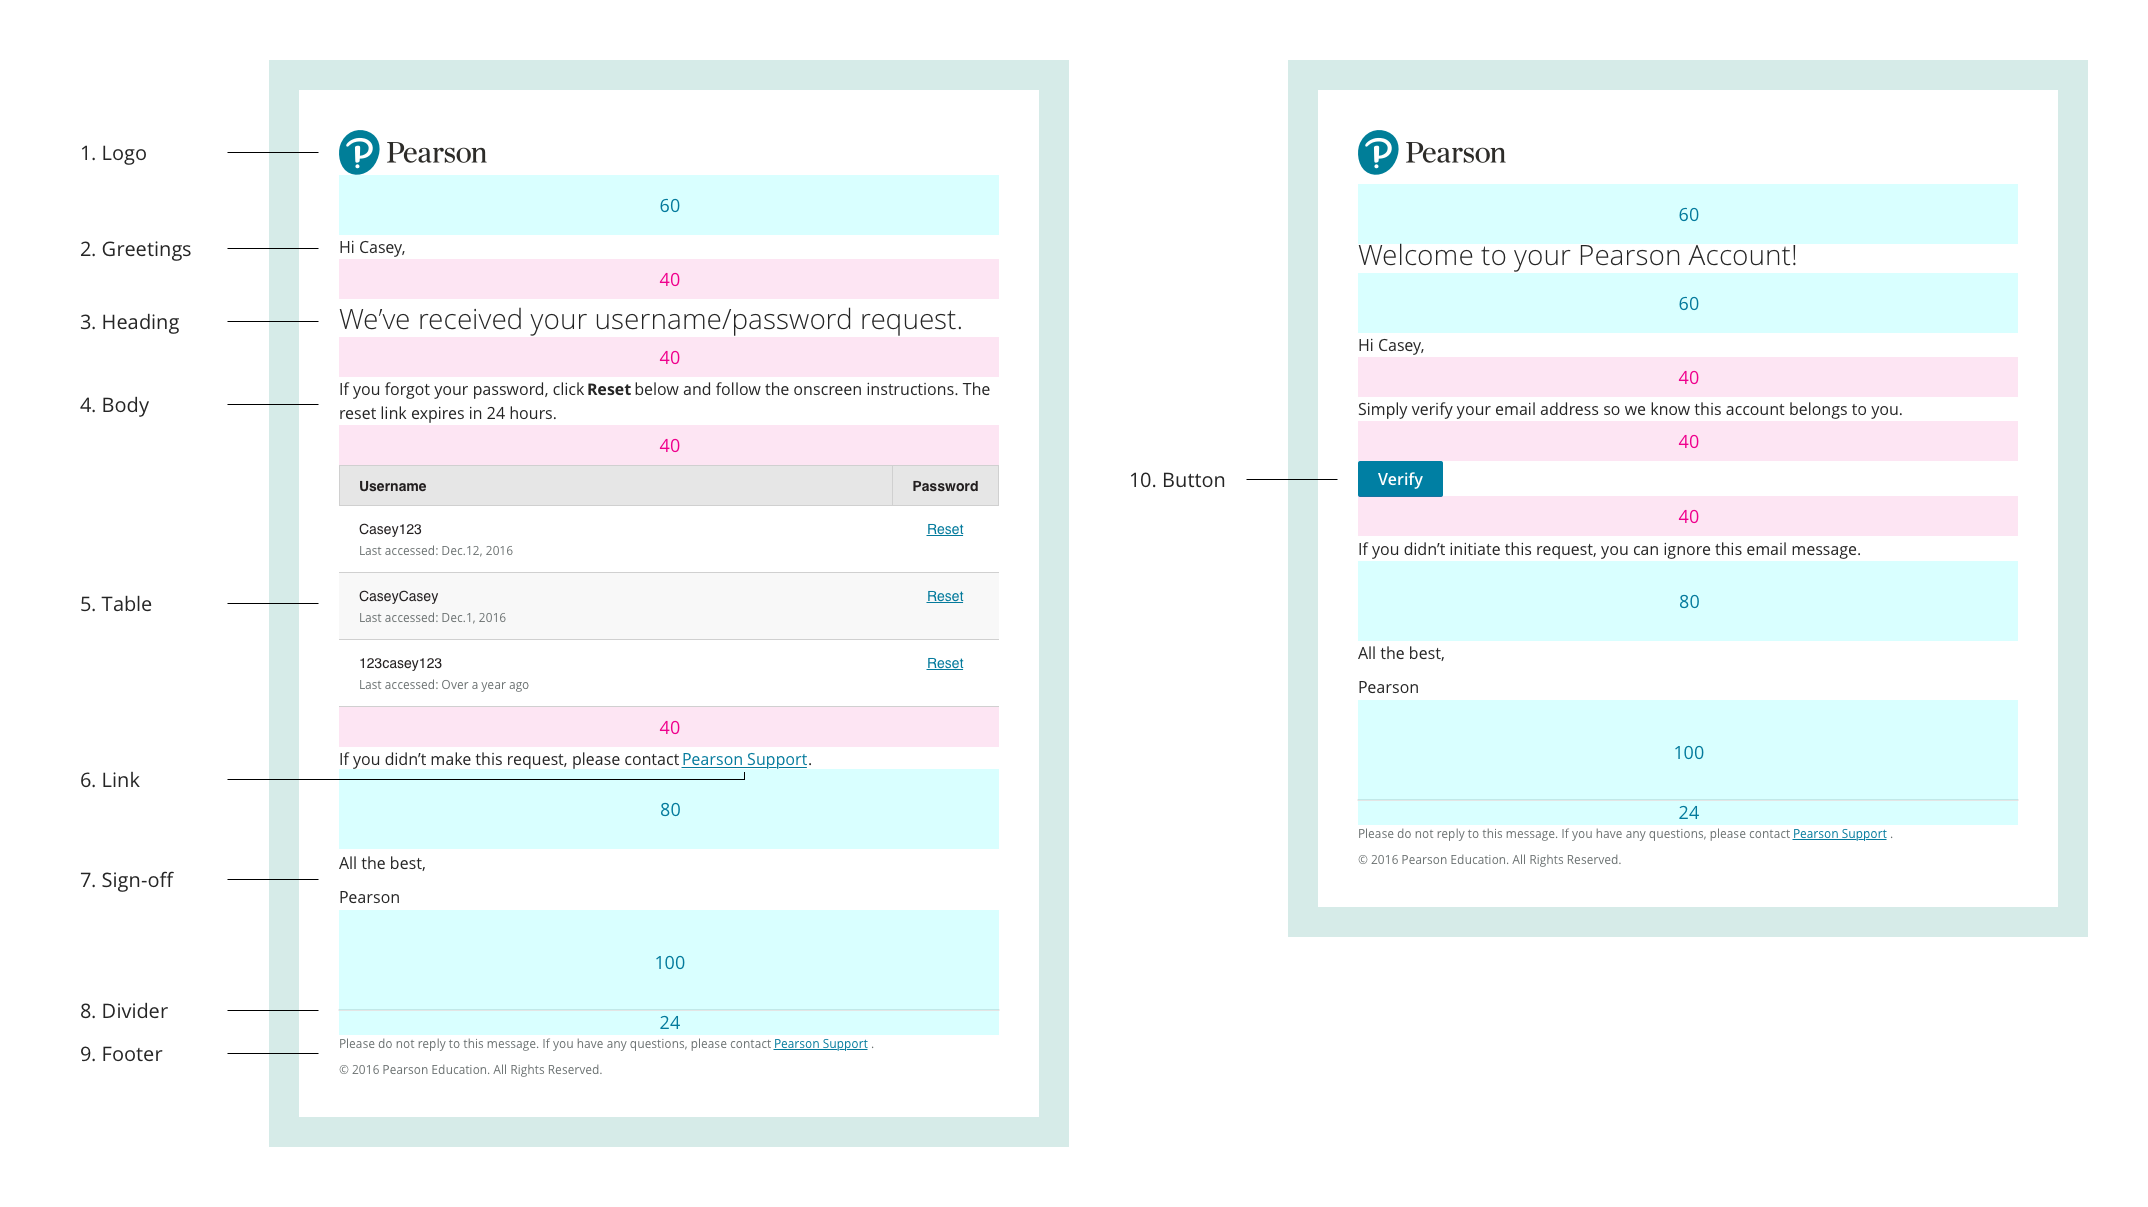 1. Logo
Pearson
60
2. Greetings
Hi Casey,
40
3. Heading
We’ve received your username/password request.
40
4. Body
If you forgot your password, click Reset below and follow the onscreen instructions. The
reset link expires in 24 hours.
40
Username Password
Casey123 Reset
Last accessed: Dec.12, 2016
5. Table
CaseyCasey Reset
Last accessed: Dec.1, 2016
123casey123 Reset
Last accessed: Over a year ago
40
If you didn’t make this request, please contact Pearson Support.
6. Link
80
7. Sign-off
All the best,
Pearson
100
8. Divider
24
9. Footer
Please do not reply to this message. If you have any questions, please contact Pearson Support .
© 2016 Pearson Education. All Rights Reserved.
Pearson
60
Welcome to your Pearson Account!
60
Hi Casey,
40
Simply verify your email address so we know this account belongs to you.
40
10. Button
Verify
40
If you didn’t initiate this request, you can ignore this email message.
80
All the best,
Pearson
100
24
Please do not reply to this message. If you have any questions, please contact Pearson Support .
© 2016 Pearson Education. All Rights Reserved.